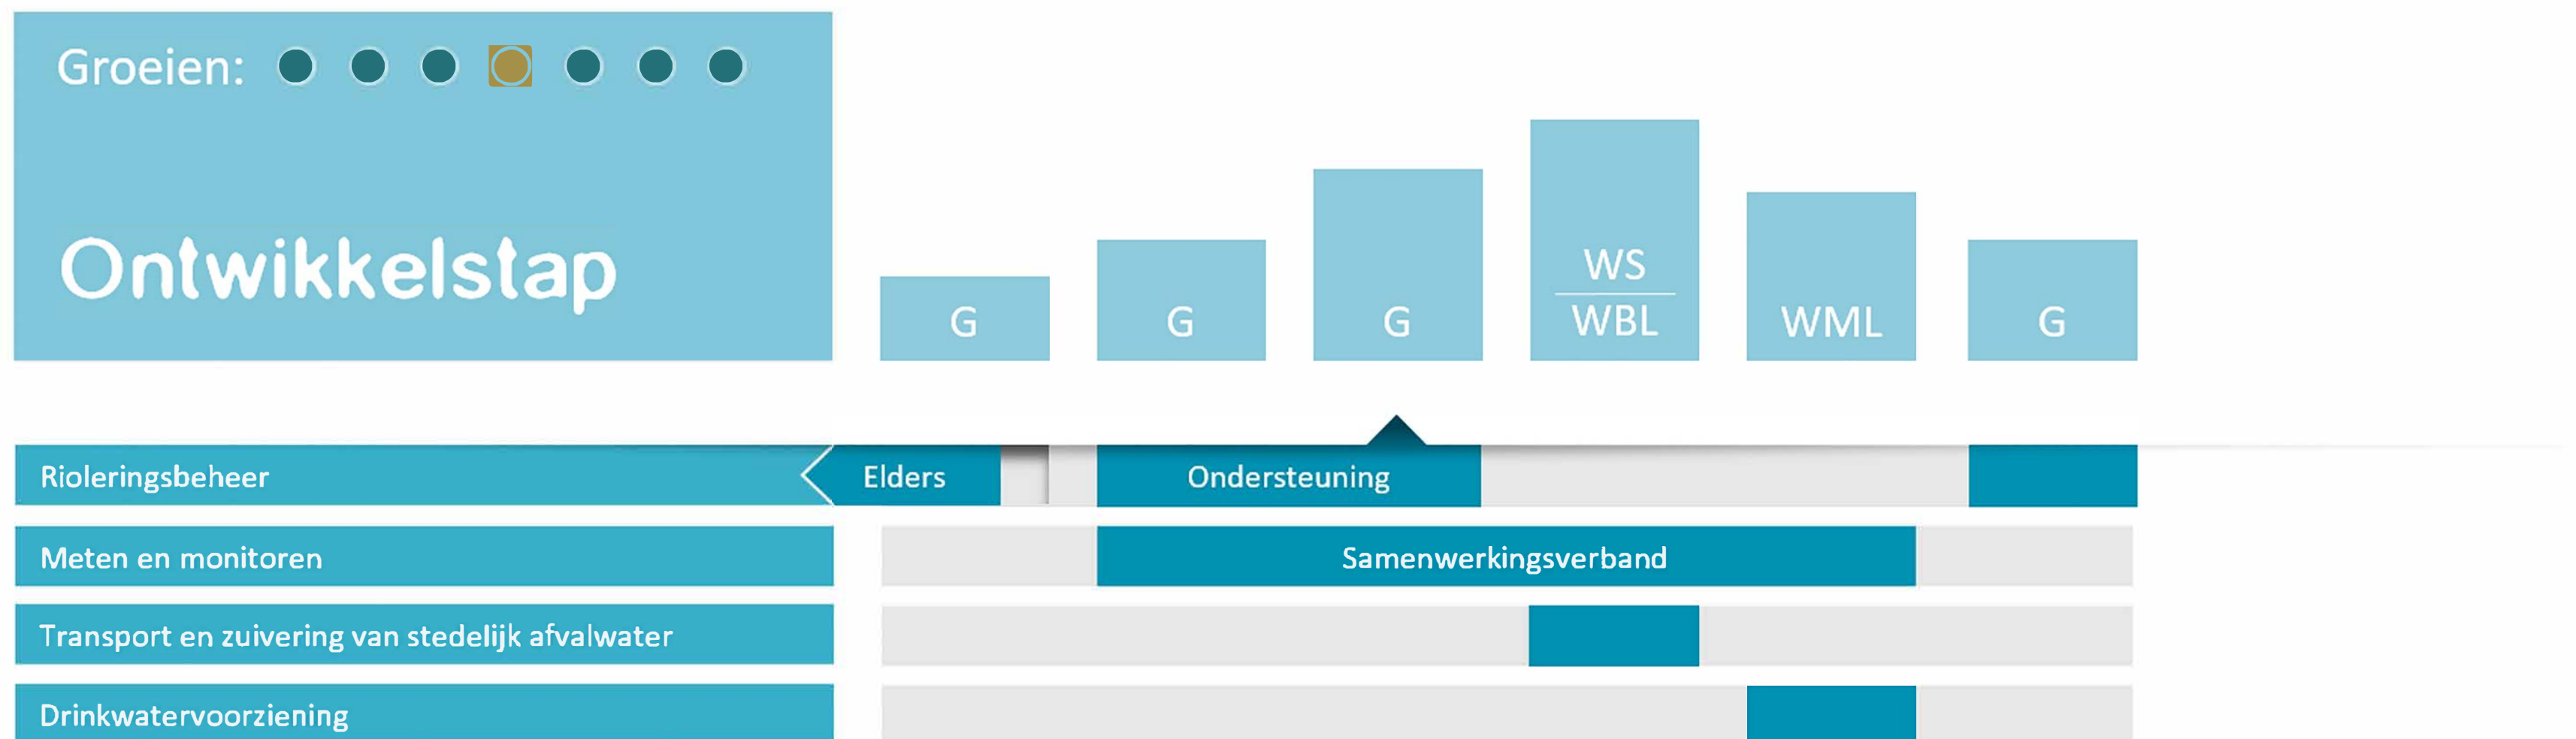 Groeien:
Ontwikkelstap
G
G
G
WS
WBL
WML
G
Rioleringsbeheer
Elders
Ondersteuning
Meten en monitoren
Samenwerkingsverband
Transport en zuivering van stedelijk afvalwater
Drinkwatervoorziening